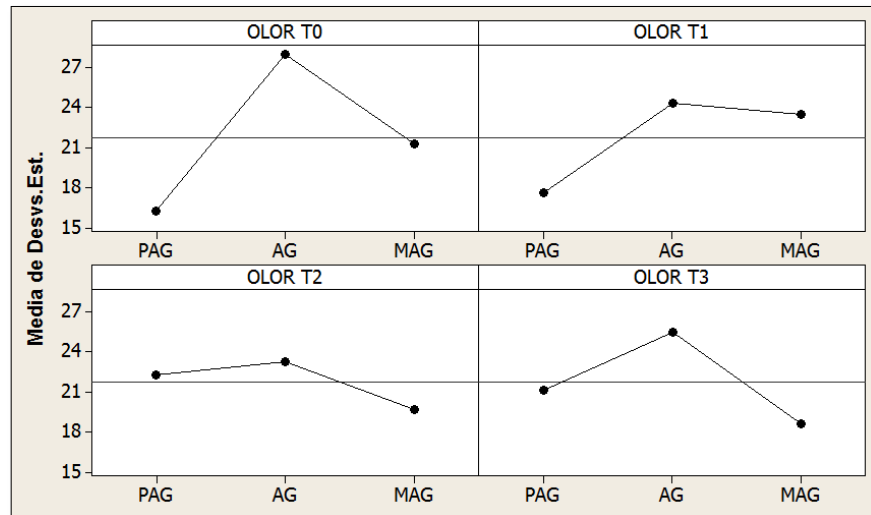 OLOR T0 OLOR T1
27
24
21
18
15
PAG AG MAG PAG AG MAG
OLOR T2 OLOR T3
27
24
21
18
15
PAG AG MAG PAG AG MAG
Media de Desvs.Est.